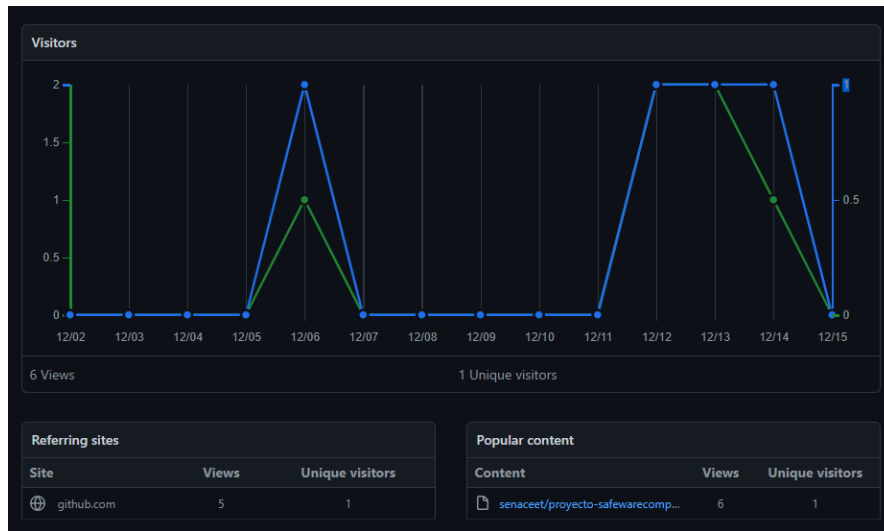 Visitors
2 1
1.5
1 0.5
0.5
0 0
12/02 12/03 12/04 12/05 12/06 12/07 12/08 12/09 12/10 12/11 12/12 12/13 12/14 12/15
6 Views 1 Unique visitors
Referring sites
Site Views Unique visitors
github.com 5 1
Popular content
Content Views Unique visitors
senaceet/proyecto-safewarecomp... 6 1